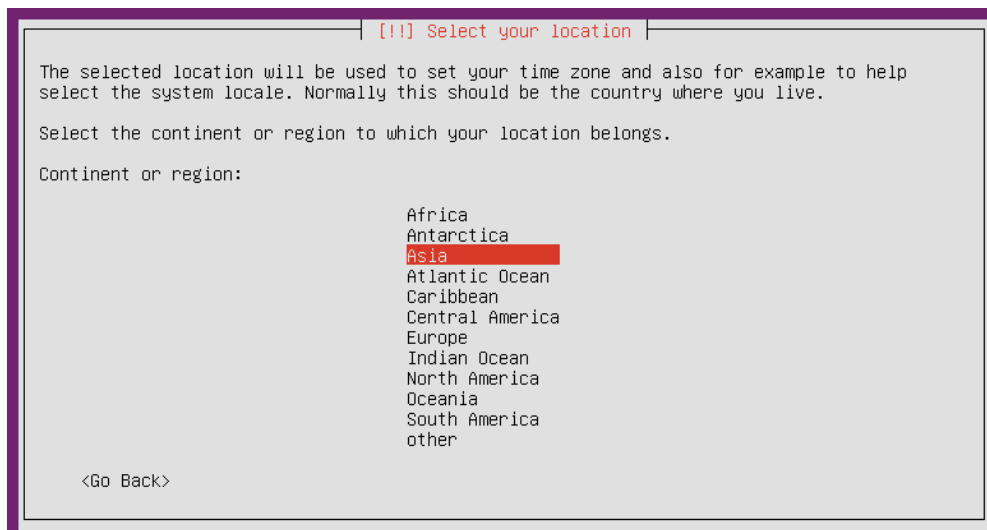 [!!] Select your location
The selected location will be used to set your time zone and also for example to help
select the system locale. Normally this should be the country where you live.
Select the continent or region to which your location belongs.
Continent or region:
Africa
Antarctica
Asia
Atlantic Ocean
Caribbean
Central America
Europe
Indian Ocean
North America
Oceania
South America
other
<Go Back>